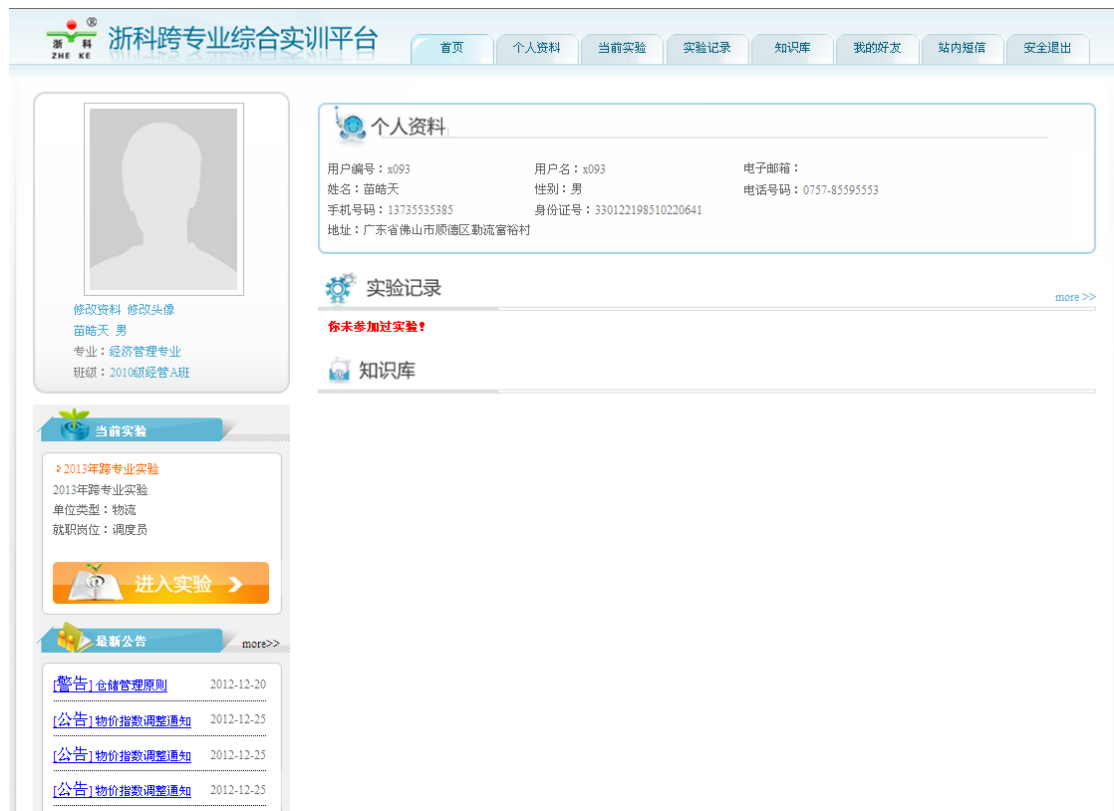 浙科 ®
ZHE KE
浙科跨专业综合实训平台
首页 个人资料 当前实验 实验记录 知识库 我的好友 站内短信 安全退出
修改资料 修改头像
苗皓天 男
专业：经济管理专业
班级：2010级经管A班
个人资料
用户编号：x093 用户名：x093 电子邮箱：
姓名：苗皓天 性别：男 电话号码：0757-85595553
手机号码：13735535385 身份证号：330122198510220641
地址：广东省佛山市顺德区勒流富裕村
实验记录
more >>
你未参加过实验!
知识库
当前实验
2013年跨专业实验
2013年跨专业实验
单位类型：物流
就职岗位：调度员
进入实验
最新公告 more>>
[警告] 仓储管理原则 2012-12-20
[公告] 物价指数调整通知 2012-12-25
[公告] 物价指数调整通知 2012-12-25
[公告] 物价指数调整通知 2012-12-25